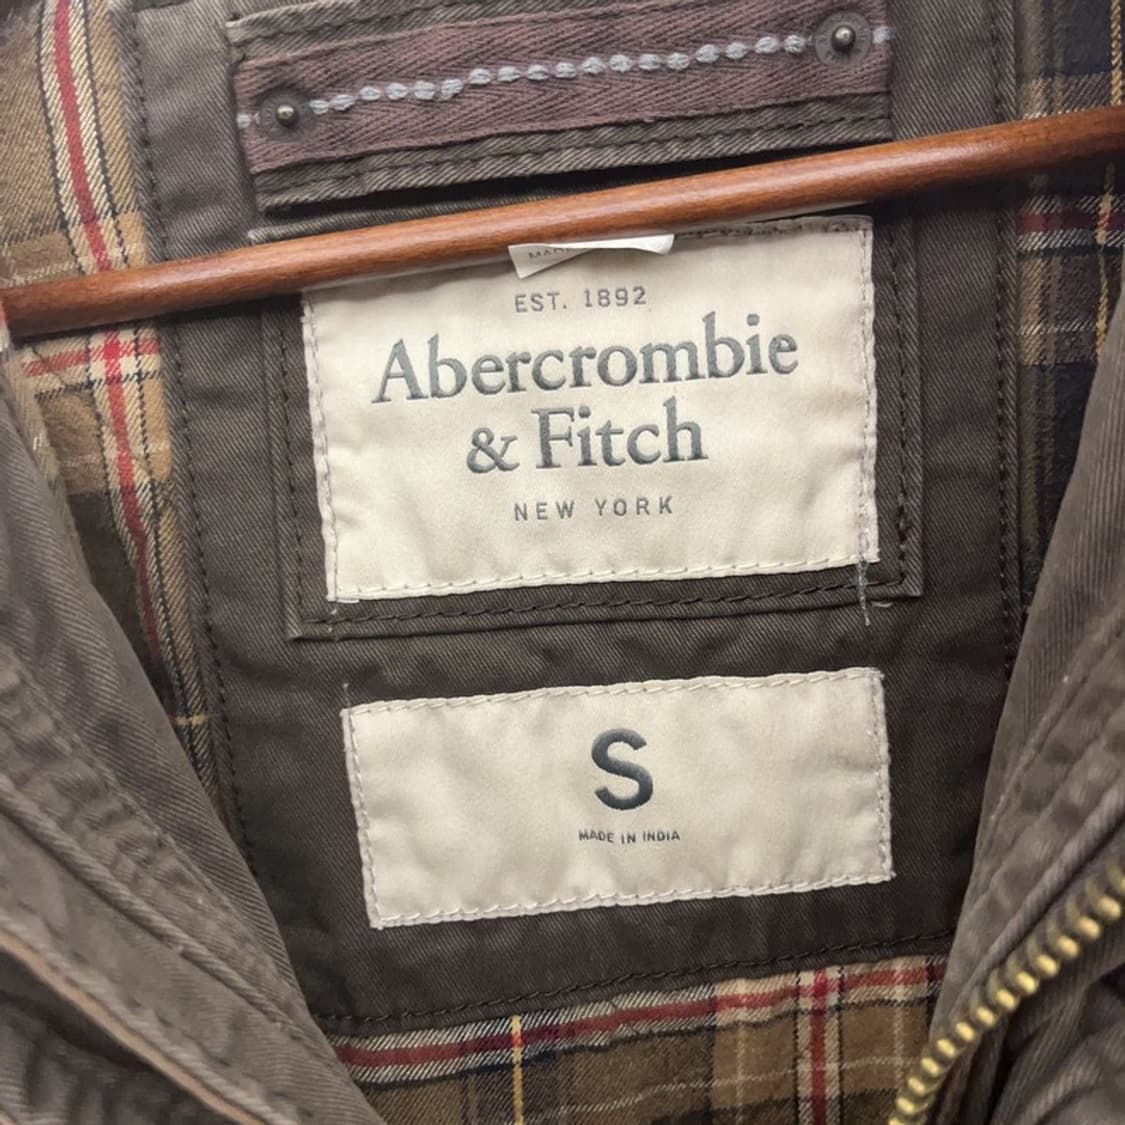 EST. 1892
Abercrombie
& Fitch
NEW YORK
S
MADE IN INDIA